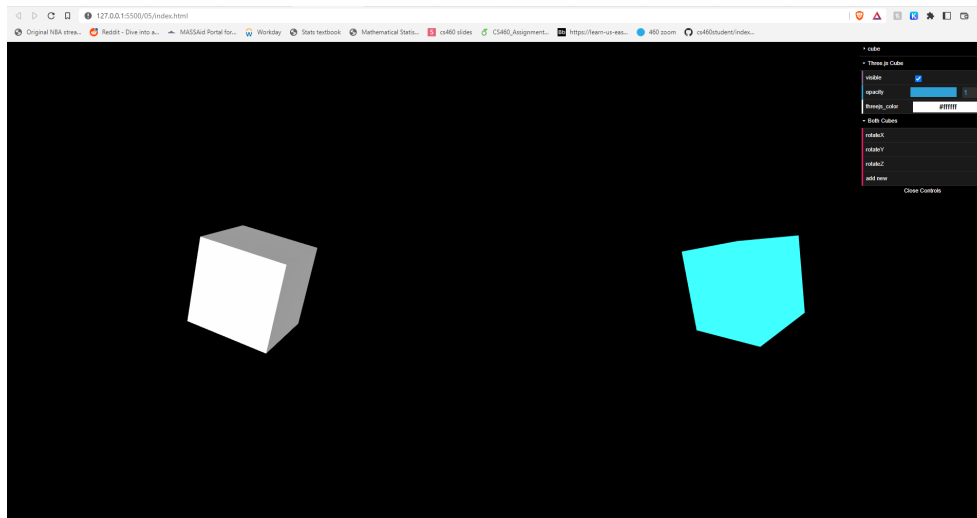 127.0.0.1:5500/05/index.html
Original NBA strea... Reddit - Dive into a... MASSAid Portal for... Workday Stats textbook Mathematical Statis... S cs460 slides CS460_Assignment... Bb https://learn-us-eas... 460 zoom cs460student/index...
cube
Three.js Cube
visible
opacity 1
threejs_color #ffffff
Both Cubes
rotateX
rotateY
rotateZ
add new
Close Controls